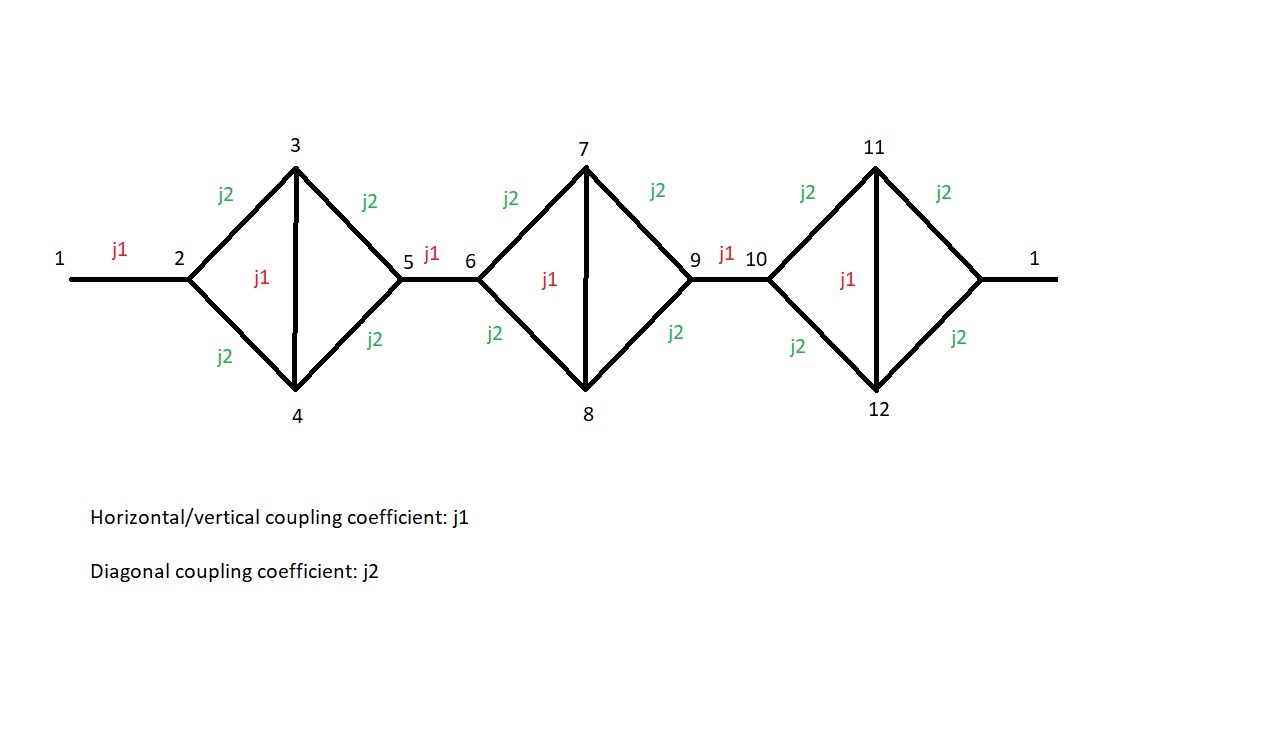 3
7
11
j2
j2
j2
j2
j2
j2
1
j1
2
j1
5
j1
6
j1
9
j1
10
j1
1
j2
j2
j2
j2
j2
j2
4
8
12
Horizontal/vertical coupling coefficient: j1
Diagonal coupling coefficient: j2